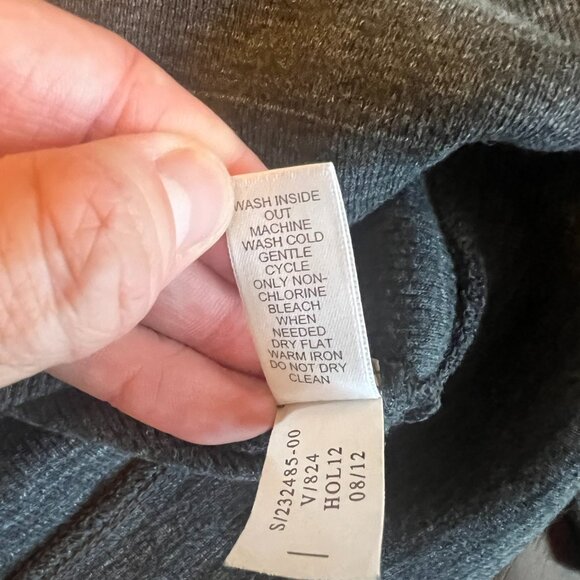 WASH INSIDE
OUT
MACHINE
WASH COLD
GENTLE
CYCLE
ONLY NON-
CHLORINE
BLEACH
WHEN
NEEDED
DRY FLAT
WARM IRON
DO NOT DRY
CLEAN
S/232485-00
V/824
HOL12
08/12